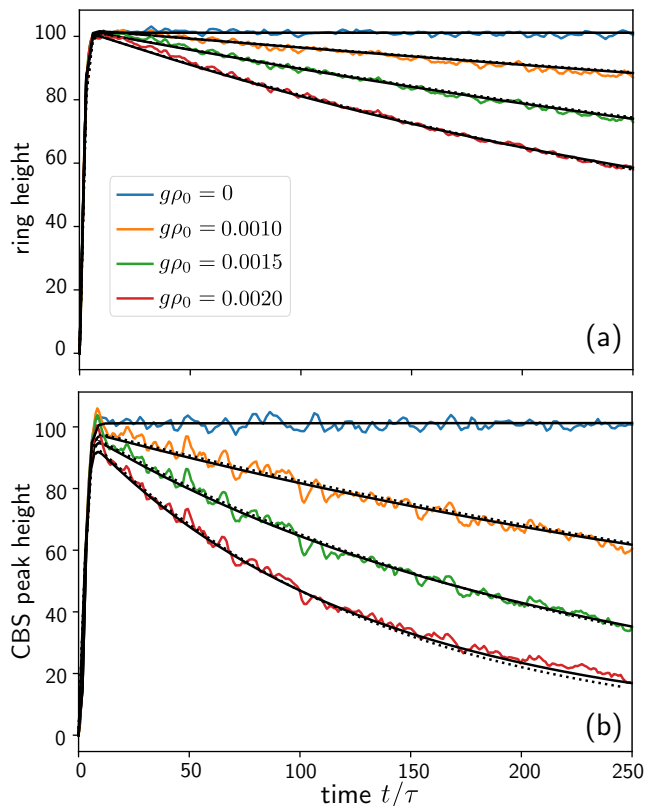 100
80
60
40
20
0
ring height
gρ₀ = 0
gρ₀ = 0.0010
gρ₀ = 0.0015
gρ₀ = 0.0020
(a)
100
80
60
40
20
0
CBS peak height
(b)
0 50 100 150 200 250
time t/τ